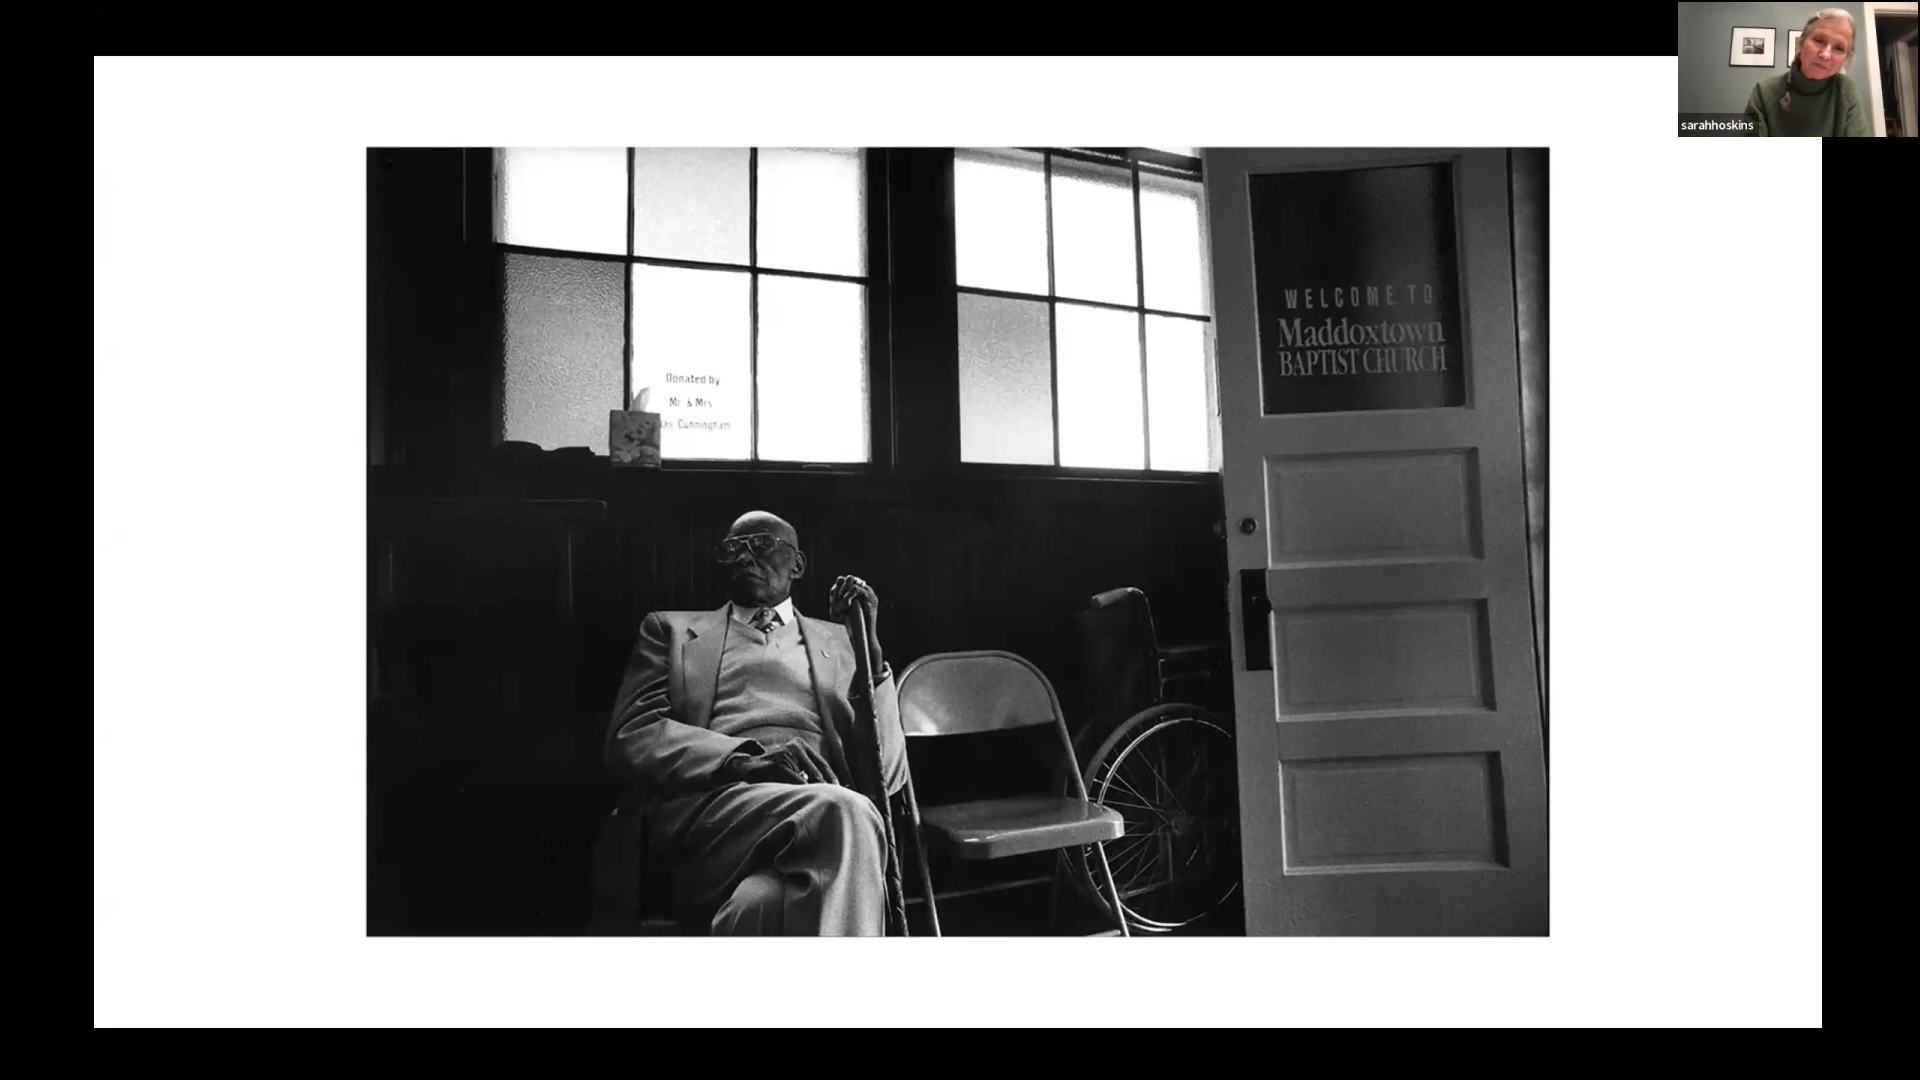 sarahhoskins
WELCOME TO
Maddoxtown
BAPTIST CHURCH
Donated by
Mr. & Mrs.
Cunningham